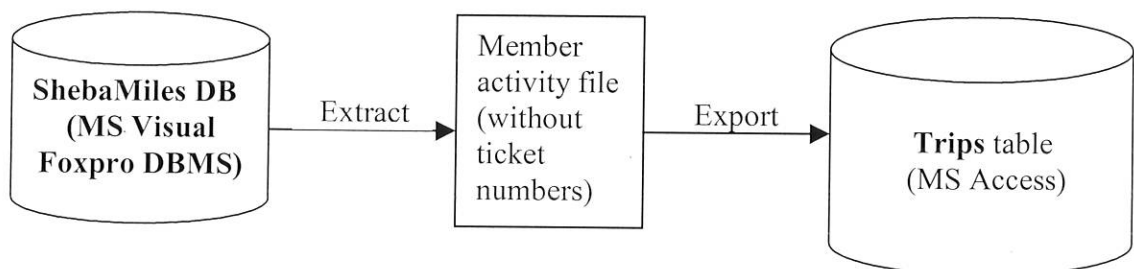 ShebaMiles DB
(MS Visual
Foxpro DBMS)
Extract
Member
activity file
(without
ticket
numbers)
Export
Trips table
(MS Access)